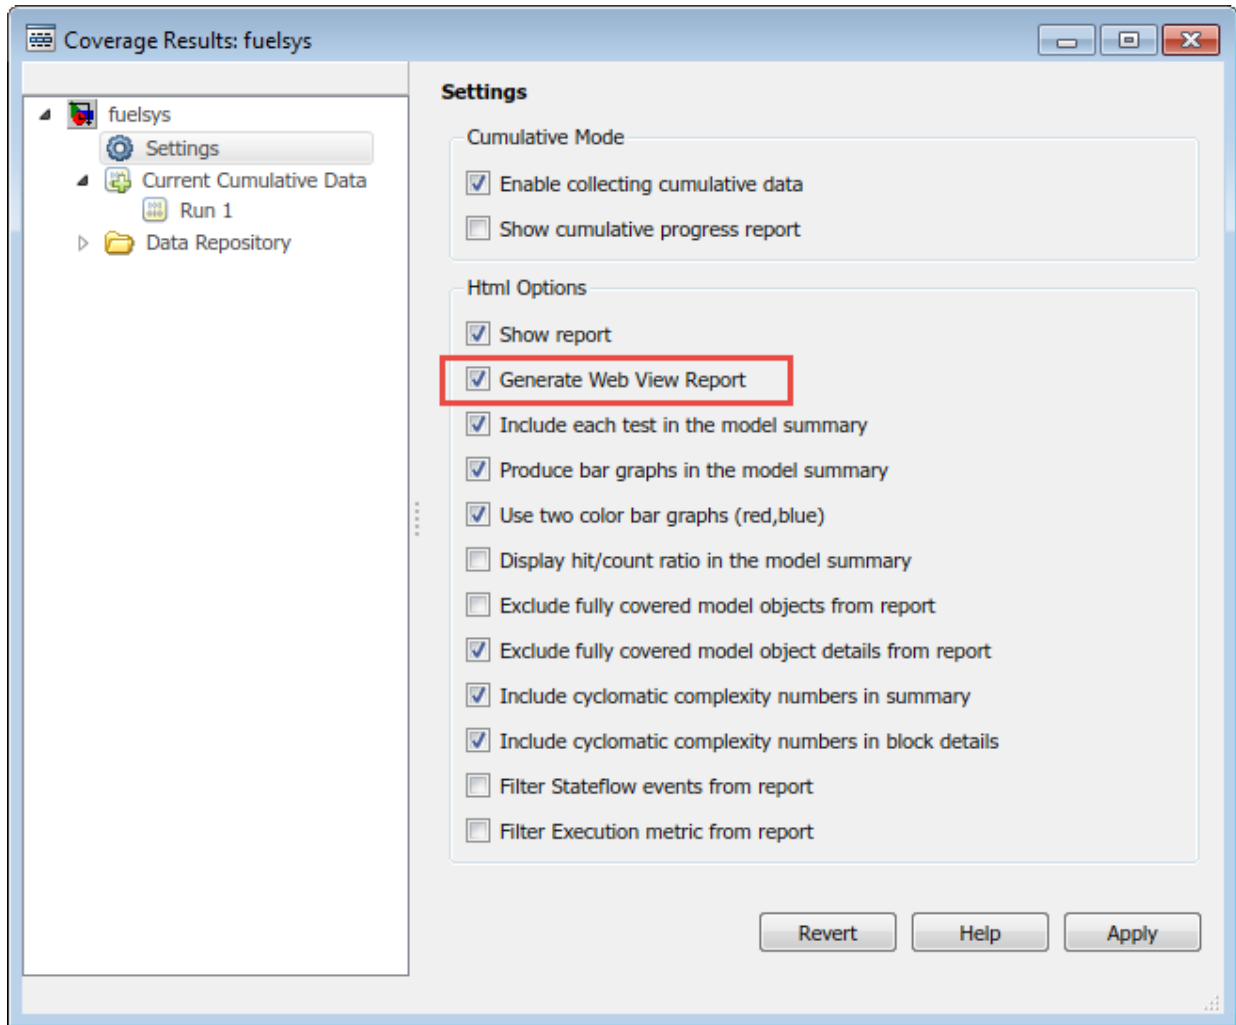 Coverage Results: fuelsys
fuelsys
Settings
Current Cumulative Data
Run 1
Data Repository
Settings
Cumulative Mode
Enable collecting cumulative data
Show cumulative progress report
Html Options
Show report
Generate Web View Report
Include each test in the model summary
Produce bar graphs in the model summary
Use two color bar graphs (red,blue)
Display hit/count ratio in the model summary
Exclude fully covered model objects from report
Exclude fully covered model object details from report
Include cyclomatic complexity numbers in summary
Include cyclomatic complexity numbers in block details
Filter Stateflow events from report
Filter Execution metric from report
Revert Help Apply